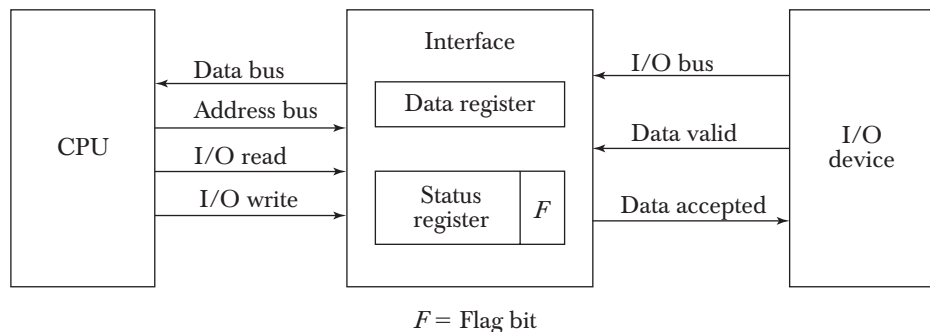 CPU
Data bus
Address bus
I/O read
I/O write
Interface
Data register
Status
register
F
I/O bus
Data valid
Data accepted
I/O
device
F = Flag bit